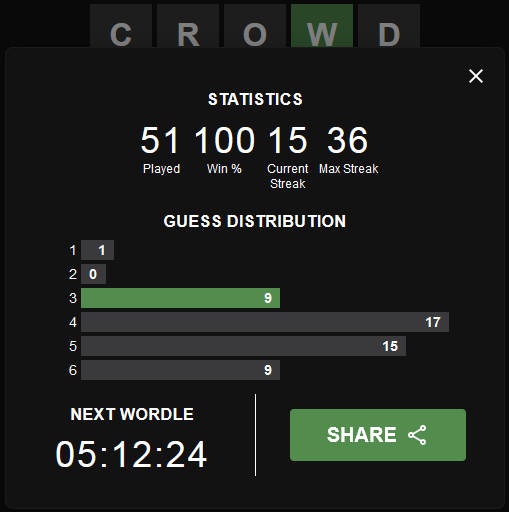 C R O W D
STATISTICS
51 100 15 36
Played Win % Current Streak Max Streak
GUESS DISTRIBUTION
1 1
2 0
3 9
4 17
5 15
6 9
NEXT WORDLE
05:12:24
SHARE